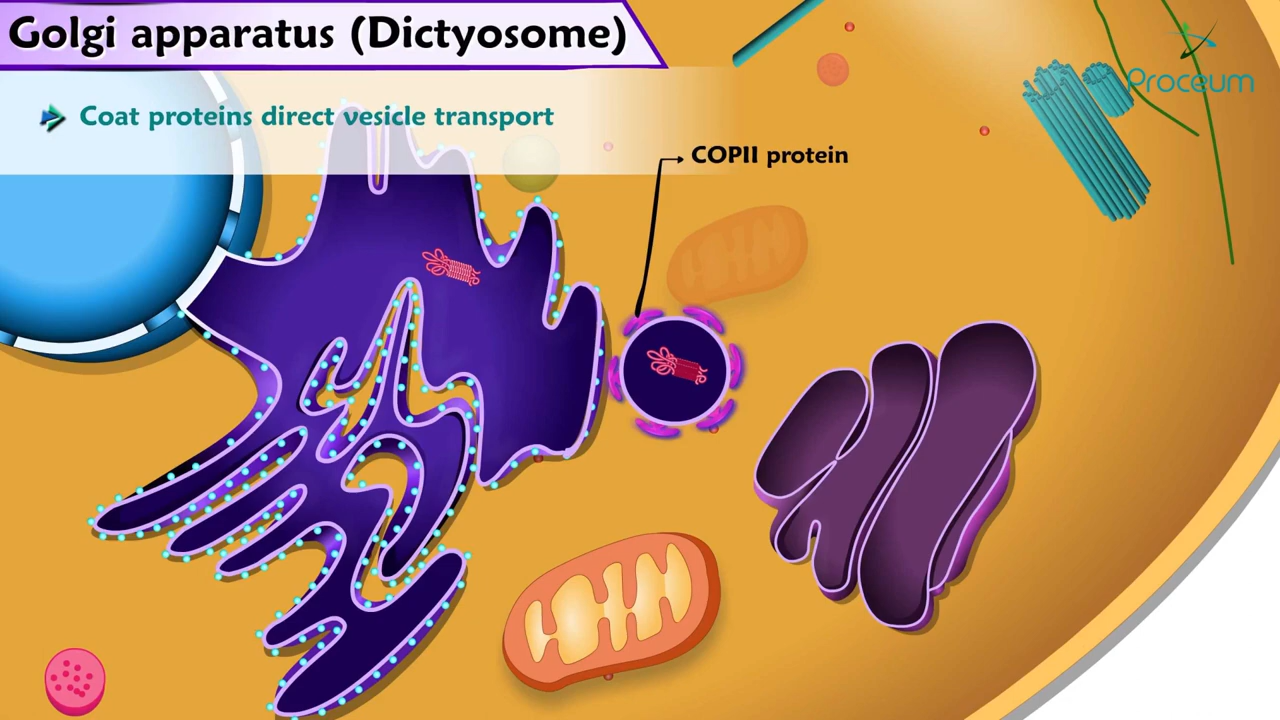 Golgi apparatus (Dictyosome)
Coat proteins direct vesicle transport
COPII protein
Proceum